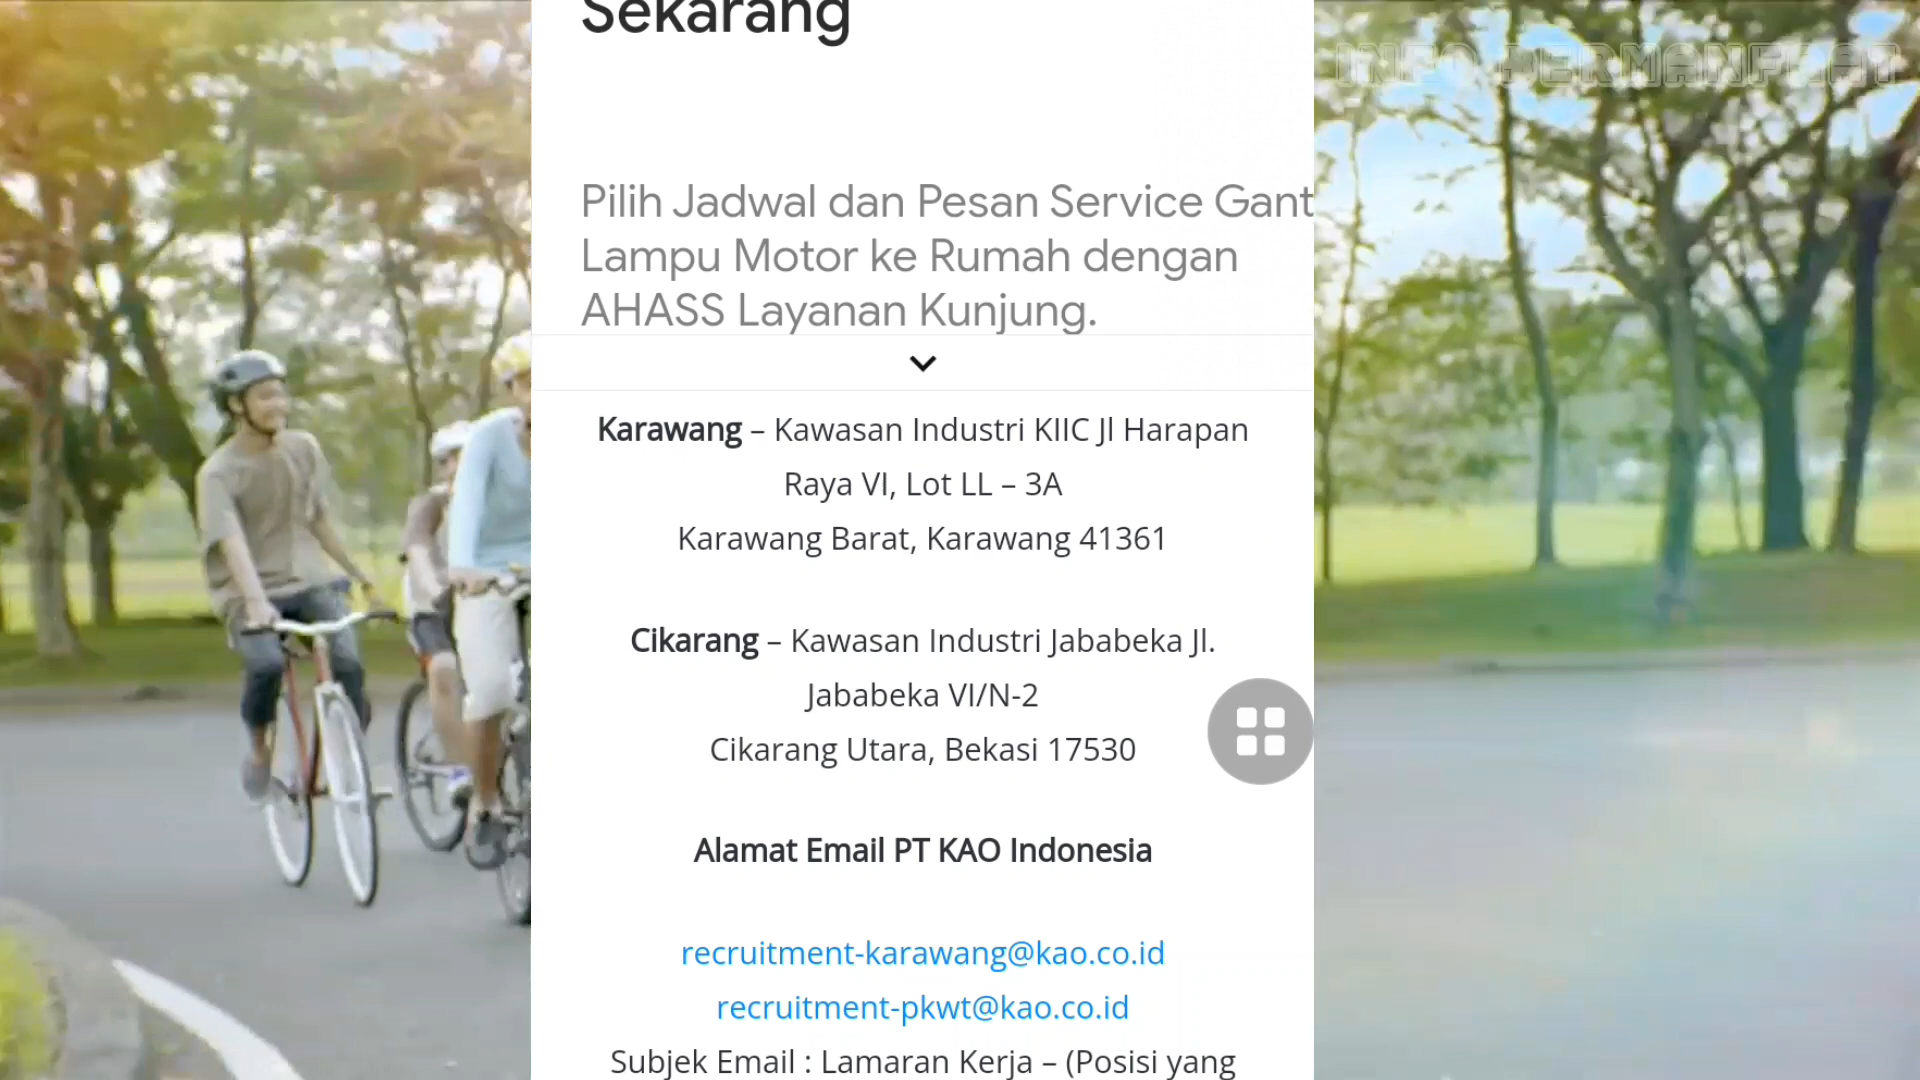 Sekarang
INFO BERMANFAAT
Pilih Jadwal dan Pesan Service Gant
Lampu Motor ke Rumah dengan
AHASS Layanan Kunjung.
Karawang – Kawasan Industri KIIC Jl Harapan
Raya VI, Lot LL – 3A
Karawang Barat, Karawang 41361
Cikarang – Kawasan Industri Jababeka Jl.
Jababeka VI/N-2
Cikarang Utara, Bekasi 17530
Alamat Email PT KAO Indonesia
recruitment-karawang@kao.co.id
recruitment-pkwt@kao.co.id
Subjek Email : Lamaran Kerja – (Posisi yang